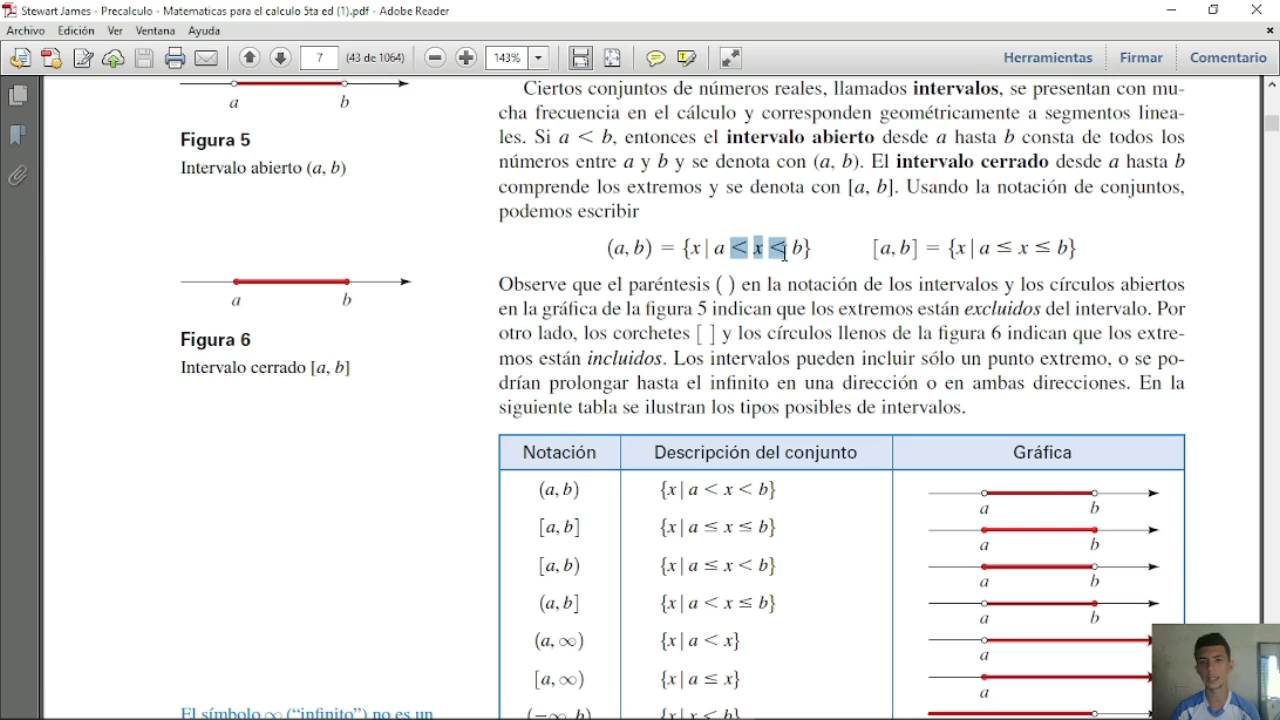 Stewart James - Precalculo - Matematicas para el calculo 5ta ed (1).pdf - Adobe Reader
Archivo Edición Ver Ventana Ayuda
7 (43 de 1064) 143% Herramientas Firmar Comentario
a b
Figura 5
Intervalo abierto (a, b)
a b
Figura 6
Intervalo cerrado [a, b]
El símbolo ∞ (“infinito”) no es un
Ciertos conjuntos de números reales, llamados intervalos, se presentan con mu-
cha frecuencia en el cálculo y corresponden geométricamente a segmentos linea-
les. Si a < b, entonces el intervalo abierto desde a hasta b consta de todos los
números entre a y b y se denota con (a, b). El intervalo cerrado desde a hasta b
comprende los extremos y se denota con [a, b]. Usando la notación de conjuntos,
podemos escribir
(a, b) = {x | a < x < b} [a, b] = {x | a ≤ x ≤ b}
Observe que el paréntesis ( ) en la notación de los intervalos y los círculos abiertos
en la gráfica de la figura 5 indican que los extremos están excluidos del intervalo. Por
otro lado, los corchetes [ ] y los círculos llenos de la figura 6 indican que los extre-
mos están incluidos. Los intervalos pueden incluir sólo un punto extremo, o se po-
drían prolongar hasta el infinito en una dirección o en ambas direcciones. En la
siguiente tabla se ilustran los tipos posibles de intervalos.
Notación Descripción del conjunto Gráfica
(a, b) {x | a < x < b} a b
[a, b] {x | a ≤ x ≤ b} a b
[a, b) {x | a ≤ x < b} a b
(a, b] {x | a < x ≤ b} a b
(a, ∞) {x | a < x} a
[a, ∞) {x | a ≤ x} a
(−∞, b) {x | x < b}